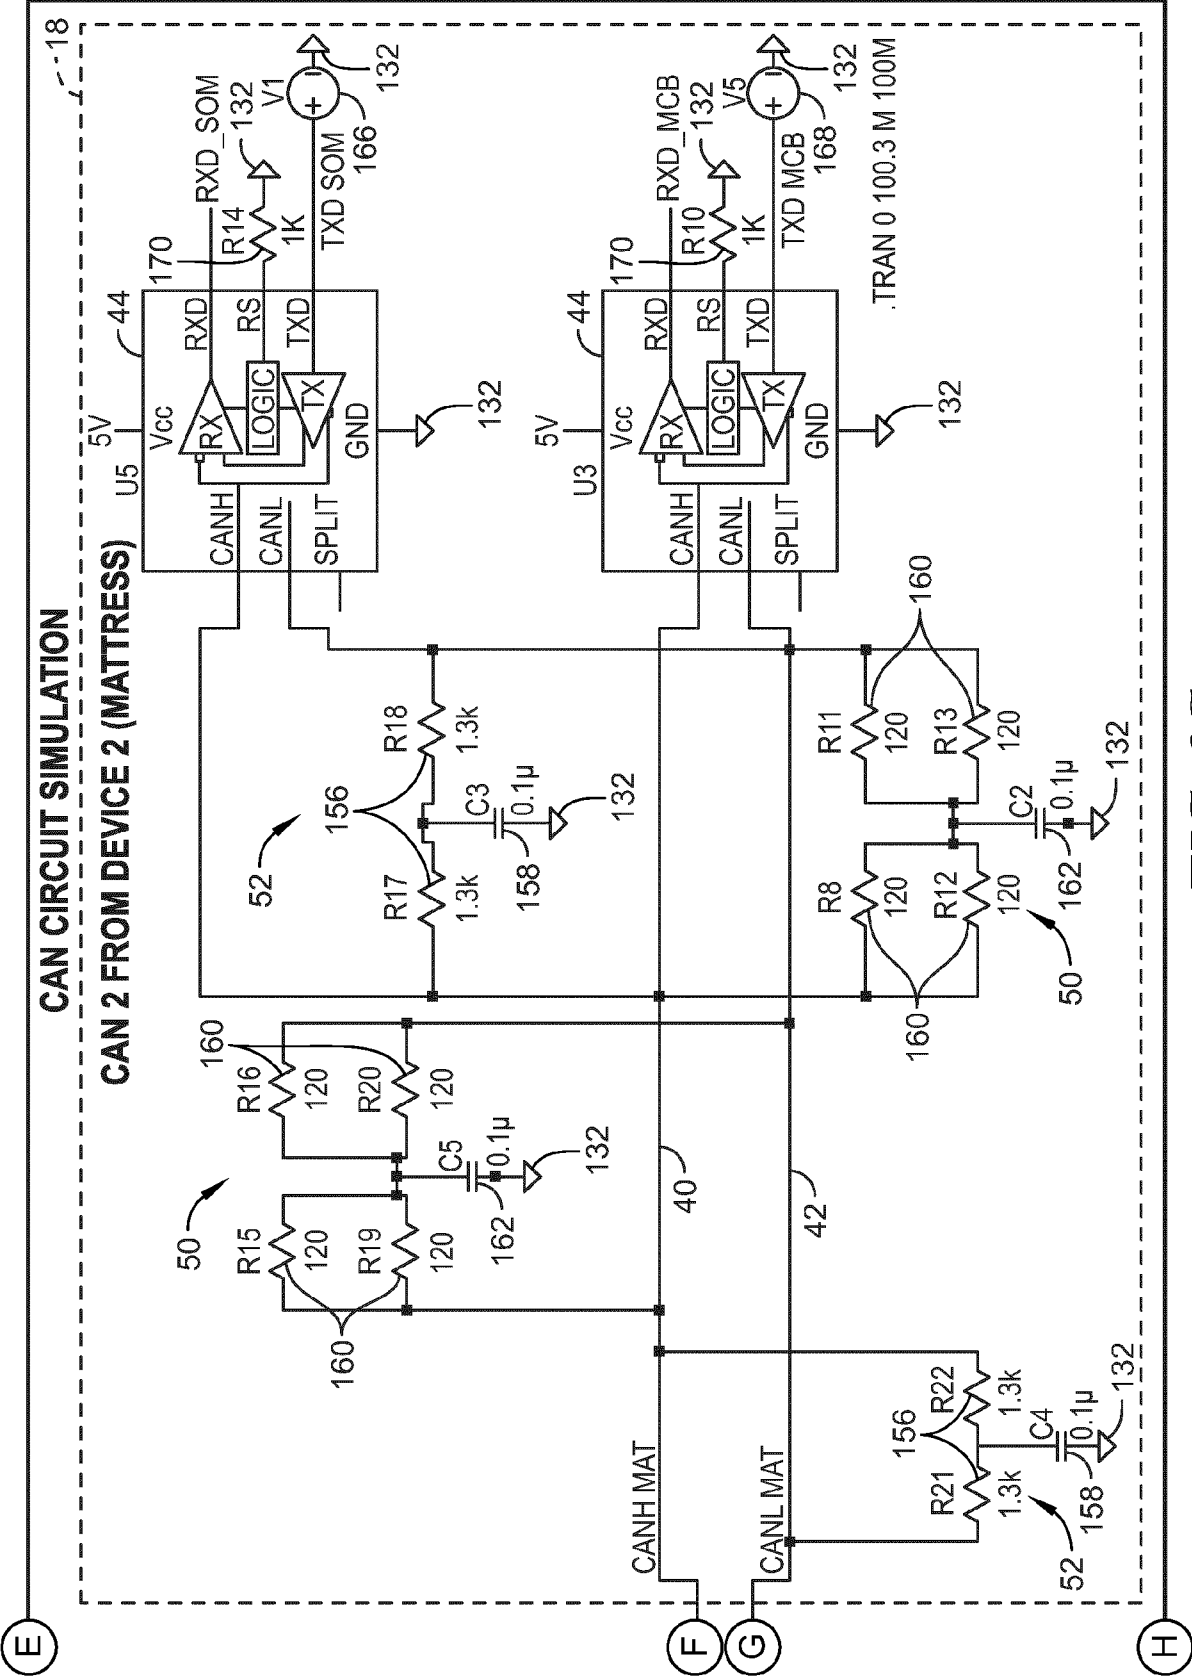 CAN CIRCUIT SIMULATION
18
CAN 2 FROM DEVICE 2 (MATTRESS)
E
50
R15
120
R19
120
160
160
R16
120
R20
120
C5
0.1µ
162
132
52
156
R17
1.3k
R18
1.3k
C3
0.1µ
158
132
U5
5V
44
Vcc
CANH
CANL
SPLIT
RX
LOGIC
TX
GND
RXD
RS
TXD
132
170
R14
1K
RXD_SOM
132
TXD SOM
V1
+
–
166
132
CANH MAT
F
40
CANL MAT
G
42
U3
5V
44
Vcc
CANH
CANL
SPLIT
RX
LOGIC
TX
GND
RXD
RS
TXD
132
170
R10
1K
RXD_MCB
132
TXD MCB
V5
+
–
168
132
.TRAN 0 100.3 M 100M
156
R21
1.3k
R22
1.3k
C4
0.1µ
158
132
52
160
R8
120
R12
120
160
R11
120
R13
120
C2
0.1µ
162
132
50
H